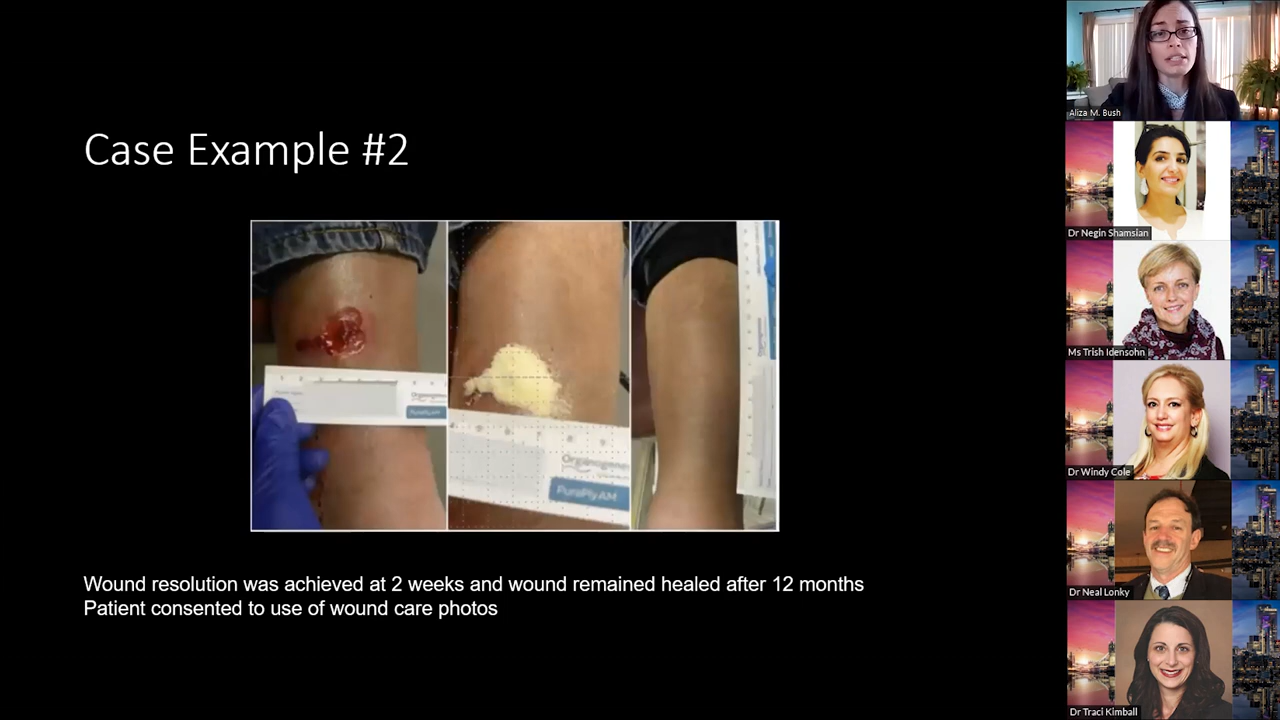 Case Example #2
PuraPly AM
Wound resolution was achieved at 2 weeks and wound remained healed after 12 months
Patient consented to use of wound care photos
Aliza M. Bush
Dr Negin Shamsian
Ms Trish Idensohn
Dr Windy Cole
Dr Neal Lonky
Dr Traci Kimball